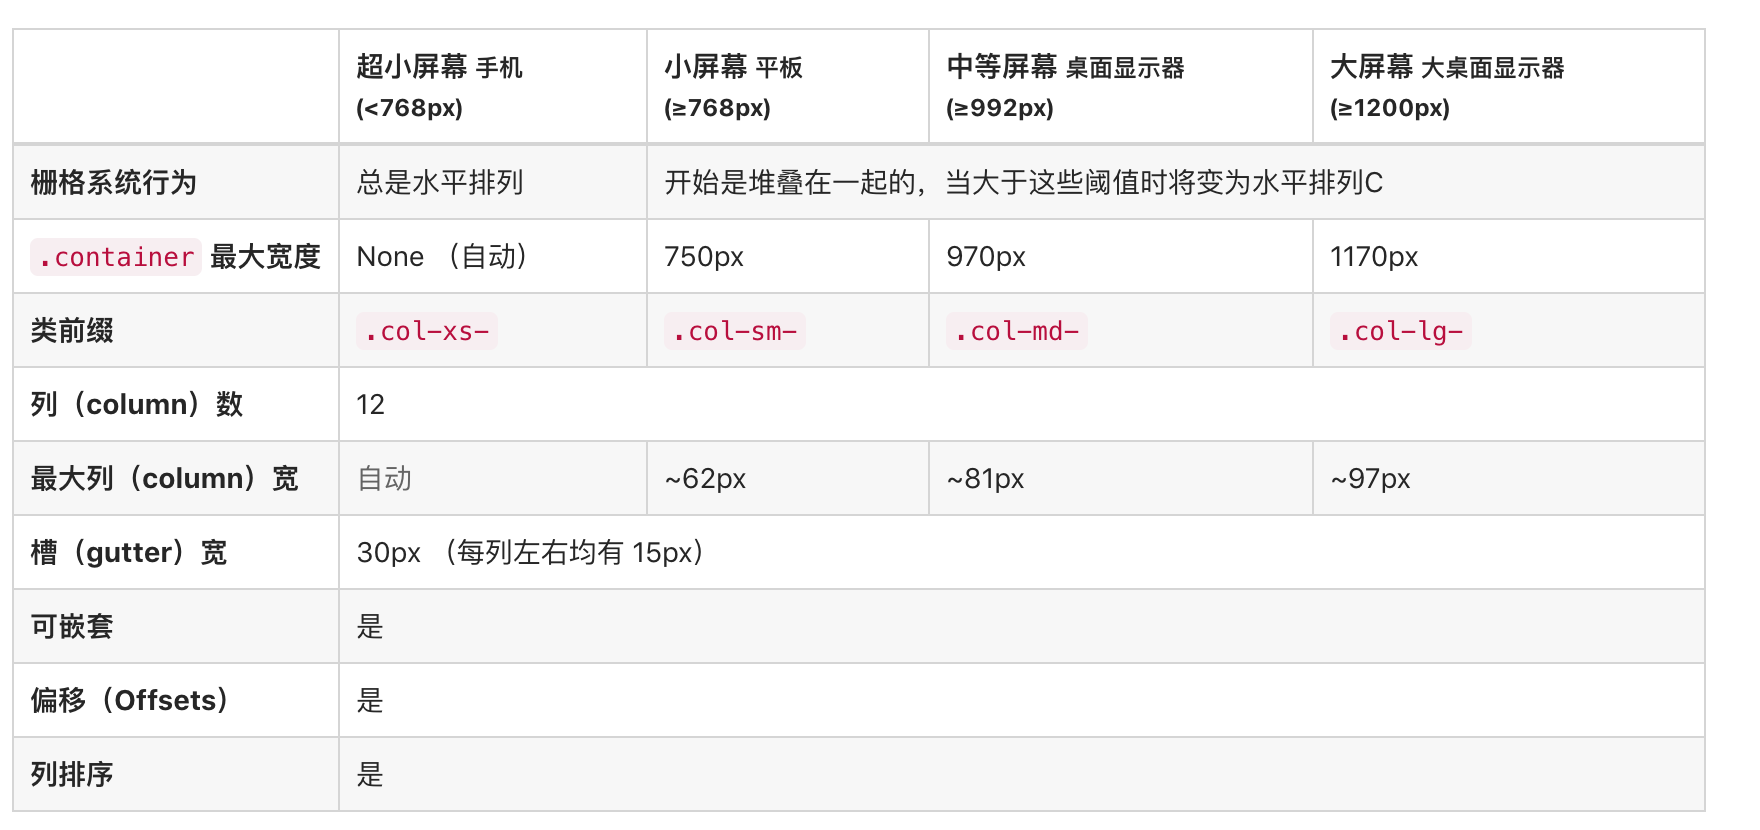 超小屏幕 手机 小屏幕 平板 中等屏幕 桌面显示器 大屏幕 大桌面显示器
(<768px) (≥768px) (≥992px) (≥1200px)
栅格系统行为 总是水平排列 开始是堆叠在一起的，当大于这些阈值时将变为水平排列C
.container 最大宽度 None （自动） 750px 970px 1170px
类前缀 .col-xs- .col-sm- .col-md- .col-lg-
列（column）数 12
最大列（column）宽 自动 ~62px ~81px ~97px
槽（gutter）宽 30px （每列左右均有 15px）
可嵌套 是
偏移（Offsets） 是
列排序 是